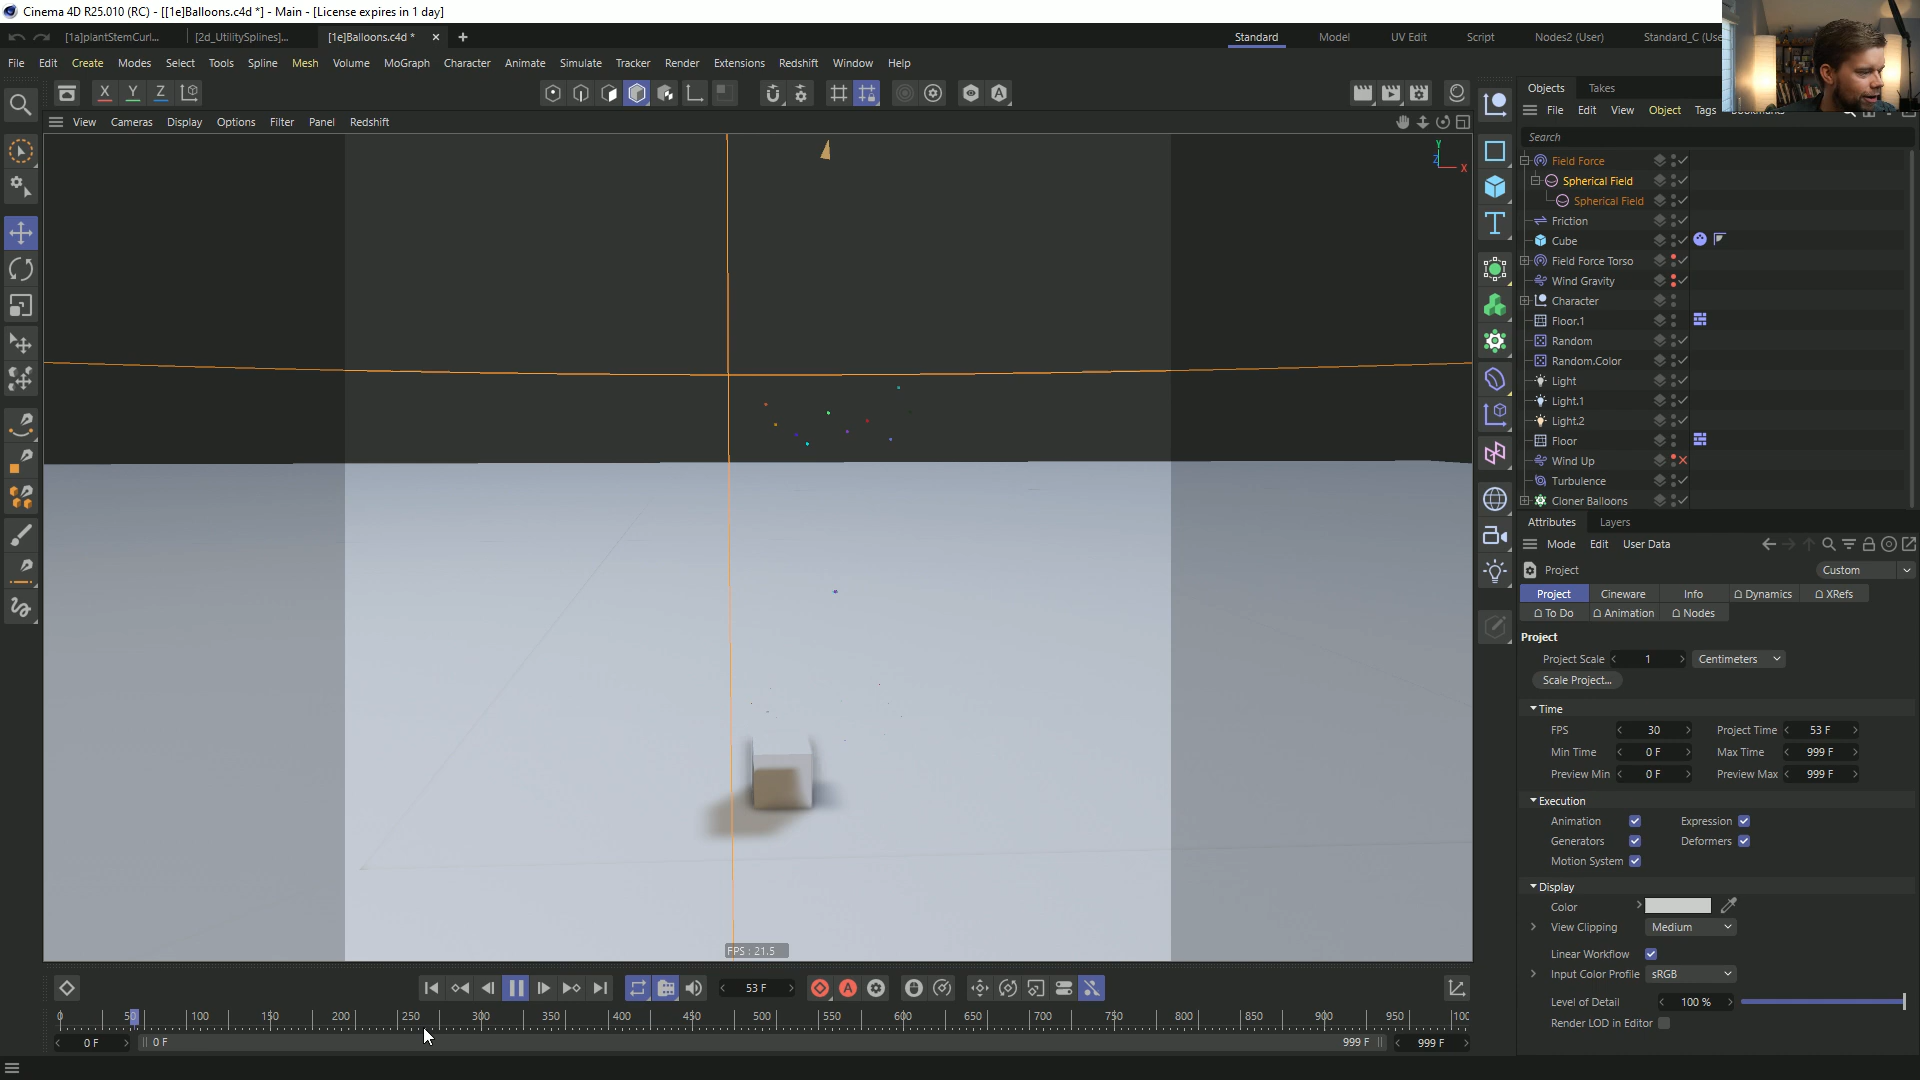 Cinema 4D R25.010 (RC) - [[1e]Balloons.c4d *] - Main - [License expires in 1 day]
[1a]plantStemCurl... [2d_UtilitySplines]... [1e]Balloons.c4d * Standard Model UV Edit Script Nodes2 (User) Standard_C (Use
File Edit Create Modes Select Tools Spline Mesh Volume MoGraph Character Animate Simulate Tracker Render Extensions Redshift Window Help
X Y Z
View Cameras Display Options Filter Panel Redshift
Y
Z X
FPS : 21.5
Objects Takes
File Edit View Object Tags
Search
Field Force
Spherical Field
Spherical Field
Friction
Cube
Field Force Torso
Wind Gravity
Character
Floor.1
Random
Random.Color
Light
Light.1
Light.2
Floor
Wind Up
Turbulence
Cloner Balloons
Attributes Layers
Mode Edit User Data
Project Custom
Project Cineware Info Dynamics XRefs
To Do Animation Nodes
Project
Project Scale 1 Centimeters
Scale Project...
Time
FPS 30 Project Time 53 F
Min Time 0 F Max Time 999 F
Preview Min 0 F Preview Max 999 F
Execution
Animation Expression
Generators Deformers
Motion System
Display
Color
View Clipping Medium
Linear Workflow
Input Color Profile sRGB
Level of Detail 100 %
Render LOD in Editor
53 F
0 50 100 150 200 250 300 350 400 450 500 550 600 650 700 750 800 850 900 950 100
0 F 0 F 999 F 999 F